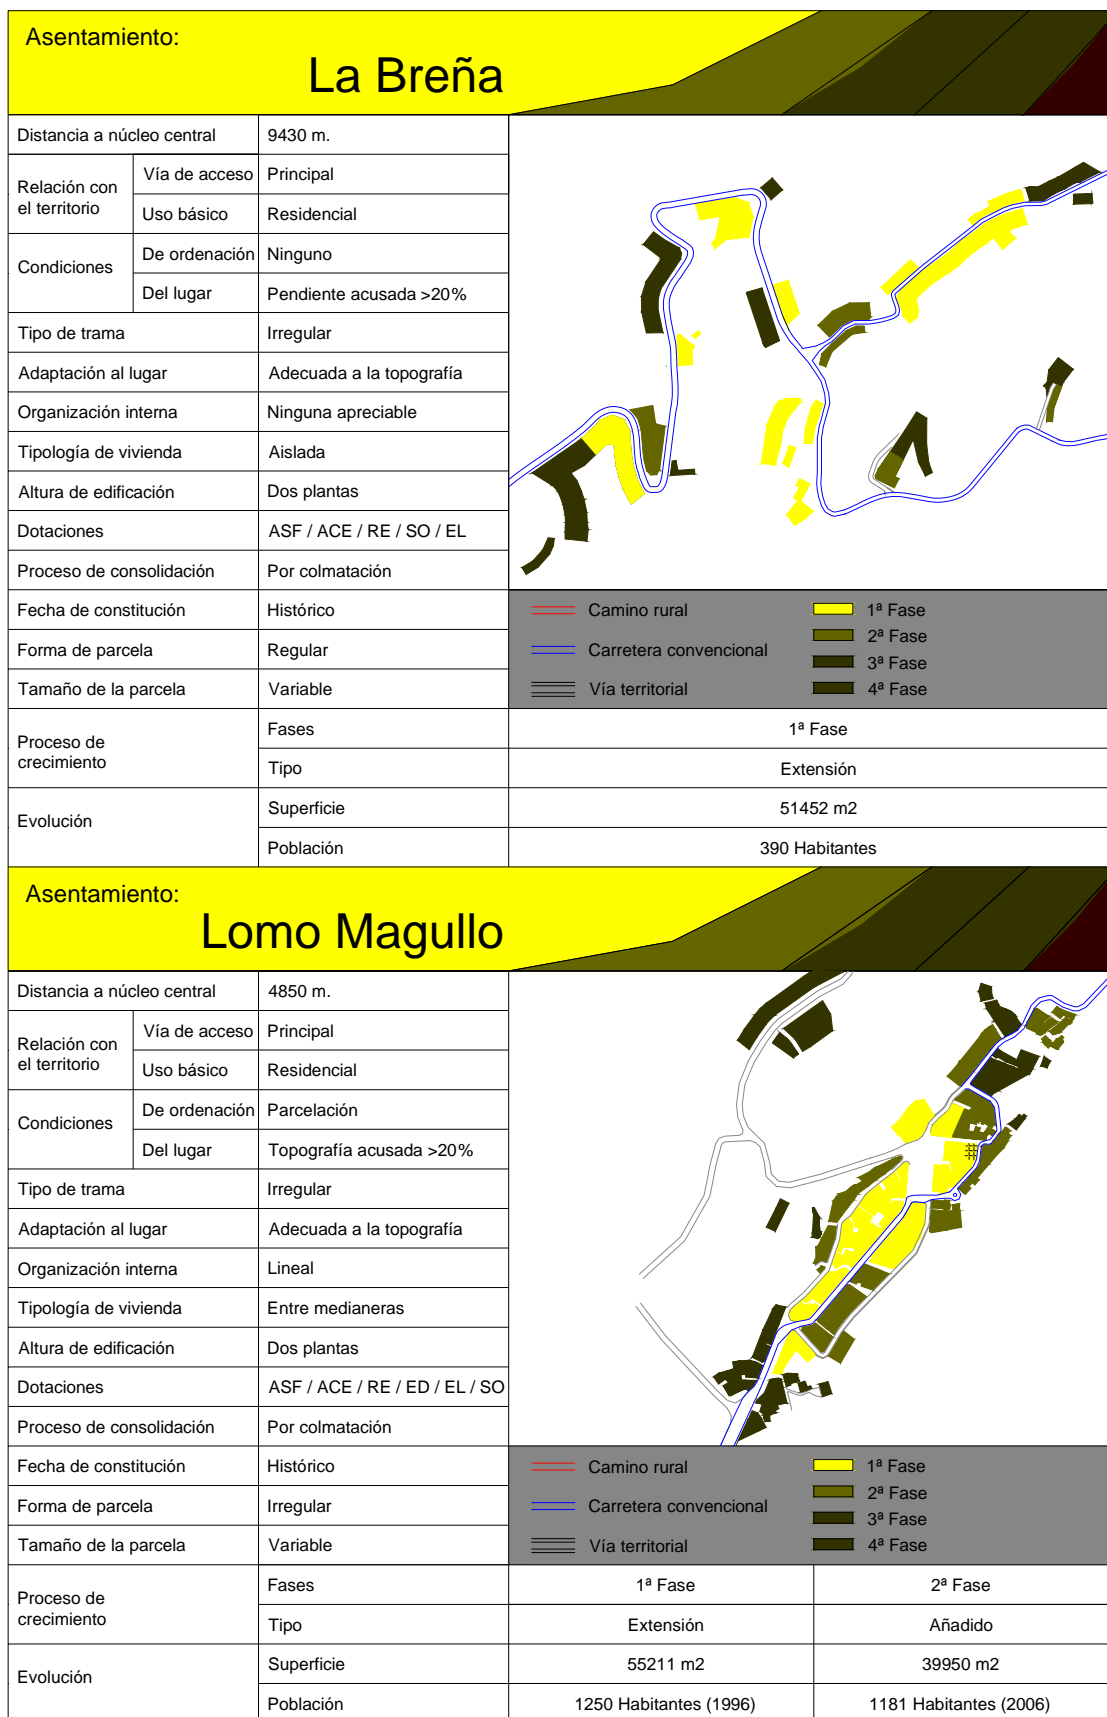 Asentamiento:
La Breña
Distancia a núcleo central 9430 m.
Relación con el territorio Vía de acceso Principal
Uso básico Residencial
Condiciones De ordenación Ninguno
Del lugar Pendiente acusada >20%
Tipo de trama Irregular
Adaptación al lugar Adecuada a la topografía
Organización interna Ninguna apreciable
Tipología de vivienda Aislada
Altura de edificación Dos plantas
Dotaciones ASF / ACE / RE / SO / EL
Proceso de consolidación Por colmatación
Fecha de constitución Histórico
Forma de parcela Regular
Tamaño de la parcela Variable
Camino rural
Carretera convencional
Vía territorial
1ª Fase
2ª Fase
3ª Fase
4ª Fase
Proceso de crecimiento Fases 1ª Fase
Tipo Extensión
Evolución Superficie 51452 m2
Población 390 Habitantes
Asentamiento:
Lomo Magullo
Distancia a núcleo central 4850 m.
Relación con el territorio Vía de acceso Principal
Uso básico Residencial
Condiciones De ordenación Parcelación
Del lugar Topografía acusada >20%
Tipo de trama Irregular
Adaptación al lugar Adecuada a la topografía
Organización interna Lineal
Tipología de vivienda Entre medianeras
Altura de edificación Dos plantas
Dotaciones ASF / ACE / RE / ED / EL / SO
Proceso de consolidación Por colmatación
Fecha de constitución Histórico
Forma de parcela Irregular
Tamaño de la parcela Variable
Camino rural
Carretera convencional
Vía territorial
1ª Fase
2ª Fase
3ª Fase
4ª Fase
Proceso de crecimiento Fases 1ª Fase 2ª Fase
Tipo Extensión Añadido
Evolución Superficie 55211 m2 39950 m2
Población 1250 Habitantes (1996) 1181 Habitantes (2006)